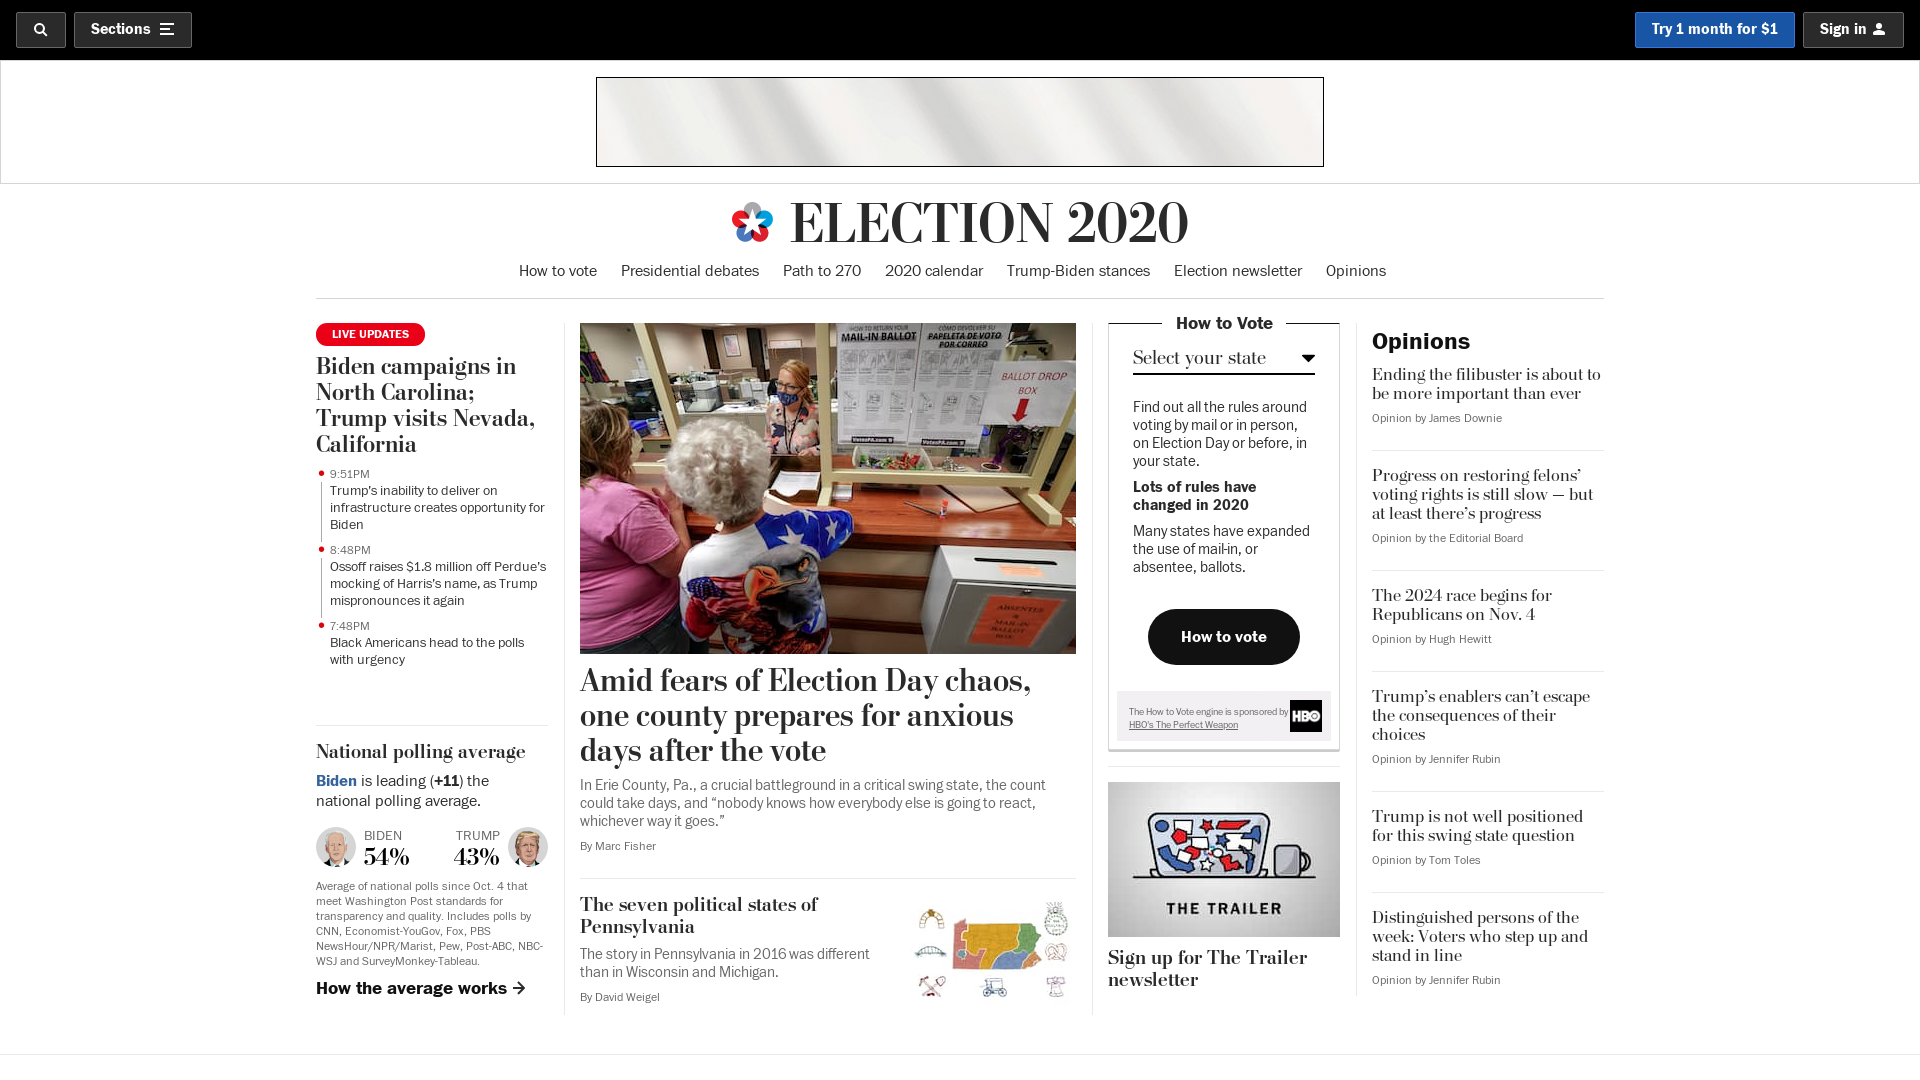 Sections
Try 1 month for $1
Sign in
ELECTION 2020
How to vote
Presidential debates
Path to 270
2020 calendar
Trump-Biden stances
Election newsletter
Opinions
LIVE UPDATES
Biden campaigns in
North Carolina;
Trump visits Nevada,
California
9:51PM
Trump's inability to deliver on
infrastructure creates opportunity for
Biden
8:48PM
Ossoff raises $1.8 million off Perdue's
mocking of Harris's name, as Trump
mispronounces it again
7:48PM
Black Americans head to the polls
with urgency
National polling average
Biden is leading (+11) the
national polling average.
BIDEN
54%
TRUMP
43%
Average of national polls since Oct. 4 that
meet Washington Post standards for
transparency and quality. Includes polls by
CNN, Economist-YouGov, Fox, PBS
NewsHour/NPR/Marist, Pew, Post-ABC, NBC-
WSJ and SurveyMonkey-Tableau.
How the average works
HOW TO RETURN YOUR
MAIL-IN BALLOT
CÓMO DEVOLVER SU
PAPELETA DE VOTO
POR CORREO
BALLOT DROP
BOX
VotesPA.com
VotesPA.com
ABSENTEE
&
MAIL-IN
BALLOT
BOX
Amid fears of Election Day chaos,
one county prepares for anxious
days after the vote
In Erie County, Pa., a crucial battleground in a critical swing state, the count
could take days, and “nobody knows how everybody else is going to react,
whichever way it goes.”
By Marc Fisher
The seven political states of
Pennsylvania
The story in Pennsylvania in 2016 was different
than in Wisconsin and Michigan.
By David Weigel
How to Vote
Select your state
Find out all the rules around
voting by mail or in person,
on Election Day or before, in
your state.
Lots of rules have
changed in 2020
Many states have expanded
the use of mail-in, or
absentee, ballots.
How to vote
The How to Vote engine is sponsored by
HBO's The Perfect Weapon
HBO
THE TRAILER
Sign up for The Trailer
newsletter
Opinions
Ending the filibuster is about to
be more important than ever
Opinion by James Downie
Progress on restoring felons’
voting rights is still slow — but
at least there’s progress
Opinion by the Editorial Board
The 2024 race begins for
Republicans on Nov. 4
Opinion by Hugh Hewitt
Trump’s enablers can’t escape
the consequences of their
choices
Opinion by Jennifer Rubin
Trump is not well positioned
for this swing state question
Opinion by Tom Toles
Distinguished persons of the
week: Voters who step up and
stand in line
Opinion by Jennifer Rubin